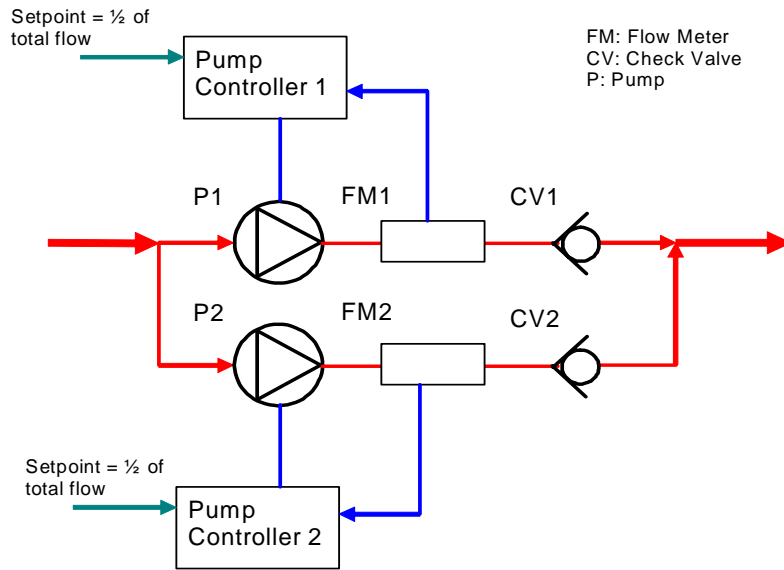 Setpoint = ½ of
total flow
Pump
Controller 1
FM: Flow Meter
CV: Check Valve
P: Pump
P1
FM1
CV1
P2
FM2
CV2
Setpoint = ½ of
total flow
Pump
Controller 2